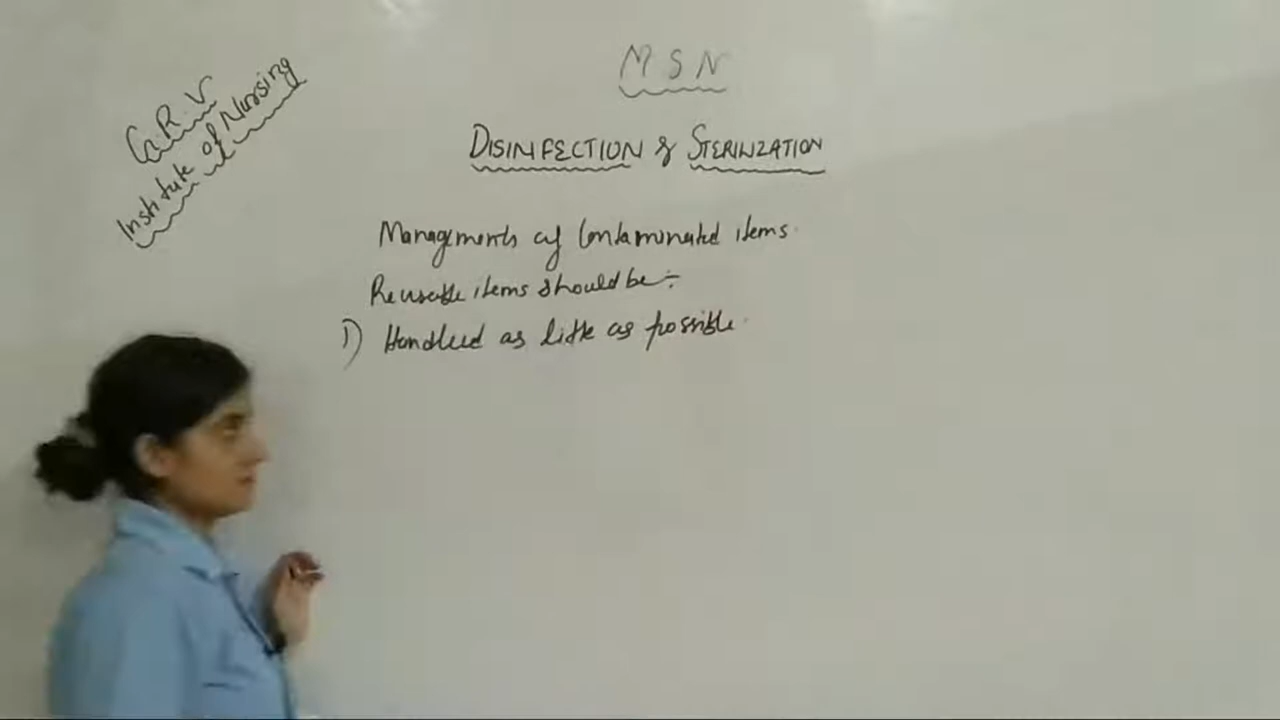 MSN
G.R.V
Institute of Nursing
DISINFECTION & STERILIZATION
Managements of Contaminated items
Reusable items should be ÷
1) Handled as little as possible.